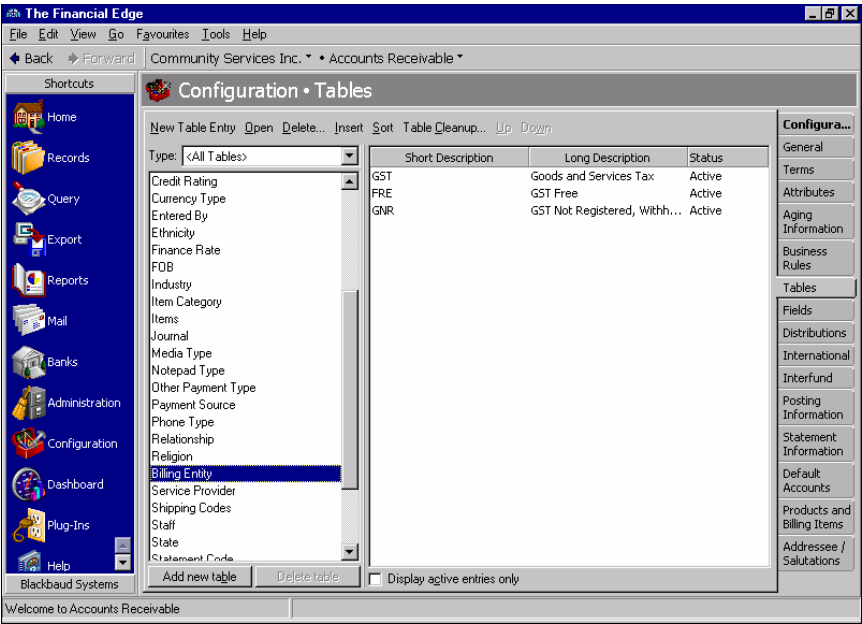 The Financial Edge
File Edit View Go Favourites Tools Help
Back Forward Community Services Inc. • Accounts Receivable
Shortcuts
Home
Records
Query
Export
Reports
Mail
Banks
Administration
Configuration
Dashboard
Plug-Ins
Help
Blackbaud Systems
Configuration • Tables
New Table Entry Open Delete... Insert Sort Table Cleanup... Up Down
Type: <All Tables>
Credit Rating
Currency Type
Entered By
Ethnicity
Finance Rate
FOB
Industry
Item Category
Items
Journal
Media Type
Notepad Type
Other Payment Type
Payment Source
Phone Type
Relationship
Religion
Billing Entity
Service Provider
Shipping Codes
Staff
State
Statement Code
Add new table Delete table
Short Description Long Description Status
GST Goods and Services Tax Active
FRE GST Free Active
GNR GST Not Registered, Withh... Active
Display active entries only
Configura...
General
Terms
Attributes
Aging
Information
Business
Rules
Tables
Fields
Distributions
International
Interfund
Posting
Information
Statement
Information
Default
Accounts
Products and
Billing Items
Addressee /
Salutations
Welcome to Accounts Receivable